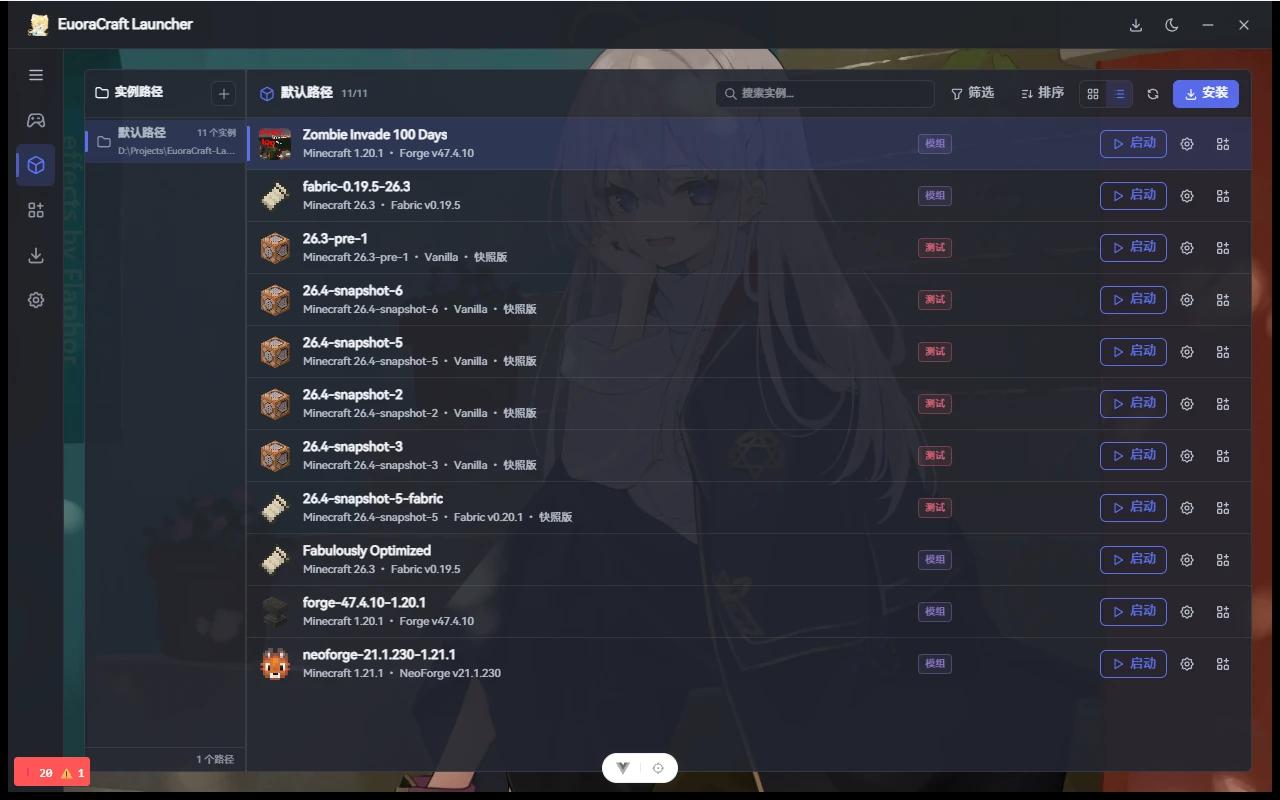 EuoraCraft Launcher
实例路径
默认路径 11/11
搜索实例...
筛选
排序
安装
默认路径 11 个实例
D:\Projects\EuoraCraft-La...
Zombie Invade 100 Days
Minecraft 1.20.1 • Forge v47.4.10
模组
启动
fabric-0.19.5-26.3
Minecraft 26.3 • Fabric v0.19.5
模组
启动
26.3-pre-1
Minecraft 26.3-pre-1 • Vanilla • 快照版
测试
启动
26.4-snapshot-6
Minecraft 26.4-snapshot-6 • Vanilla • 快照版
测试
启动
26.4-snapshot-5
Minecraft 26.4-snapshot-5 • Vanilla • 快照版
测试
启动
26.4-snapshot-2
Minecraft 26.4-snapshot-2 • Vanilla • 快照版
测试
启动
26.4-snapshot-3
Minecraft 26.4-snapshot-3 • Vanilla • 快照版
测试
启动
26.4-snapshot-5-fabric
Minecraft 26.4-snapshot-5 • Fabric v0.20.1 • 快照版
测试
启动
Fabulously Optimized
Minecraft 26.3 • Fabric v0.19.5
模组
启动
forge-47.4.10-1.20.1
Minecraft 1.20.1 • Forge v47.4.10
模组
启动
neoforge-21.1.230-1.21.1
Minecraft 1.21.1 • NeoForge v21.1.230
模组
启动
1 个路径
20 1
effects by Flaphor